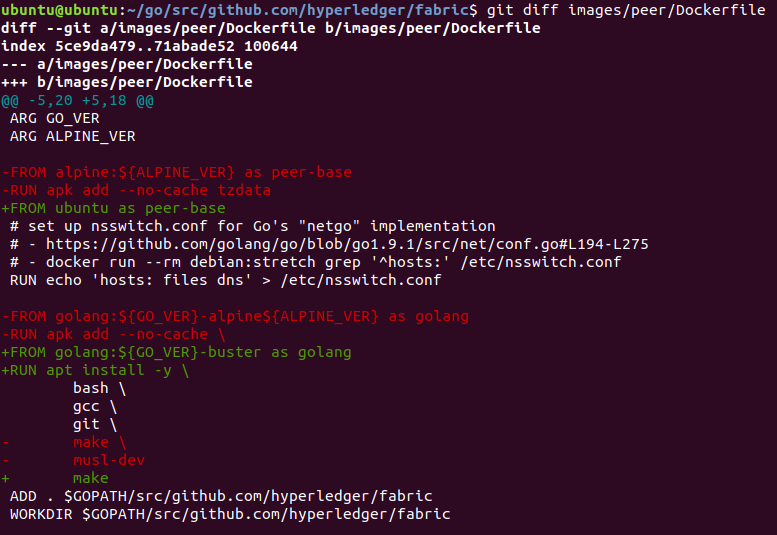 ubuntu@ubuntu:~/go/src/github.com/hyperledger/fabric$ git diff images/peer/Dockerfile
diff --git a/images/peer/Dockerfile b/images/peer/Dockerfile
index 5ce9da479..71abade52 100644
--- a/images/peer/Dockerfile
+++ b/images/peer/Dockerfile
@@ -5,20 +5,18 @@
 ARG GO_VER
 ARG ALPINE_VER

-FROM alpine:${ALPINE_VER} as peer-base
-RUN apk add --no-cache tzdata
+FROM ubuntu as peer-base
 # set up nsswitch.conf for Go's "netgo" implementation
 # - https://github.com/golang/go/blob/go1.9.1/src/net/conf.go#L194-L275
 # - docker run --rm debian:stretch grep '^hosts:' /etc/nsswitch.conf
 RUN echo 'hosts: files dns' > /etc/nsswitch.conf

-FROM golang:${GO_VER}-alpine${ALPINE_VER} as golang
-RUN apk add --no-cache \
+FROM golang:${GO_VER}-buster as golang
+RUN apt install -y \
        bash \
        gcc \
        git \
-       make \
-       musl-dev
+       make
 ADD . $GOPATH/src/github.com/hyperledger/fabric
 WORKDIR $GOPATH/src/github.com/hyperledger/fabric